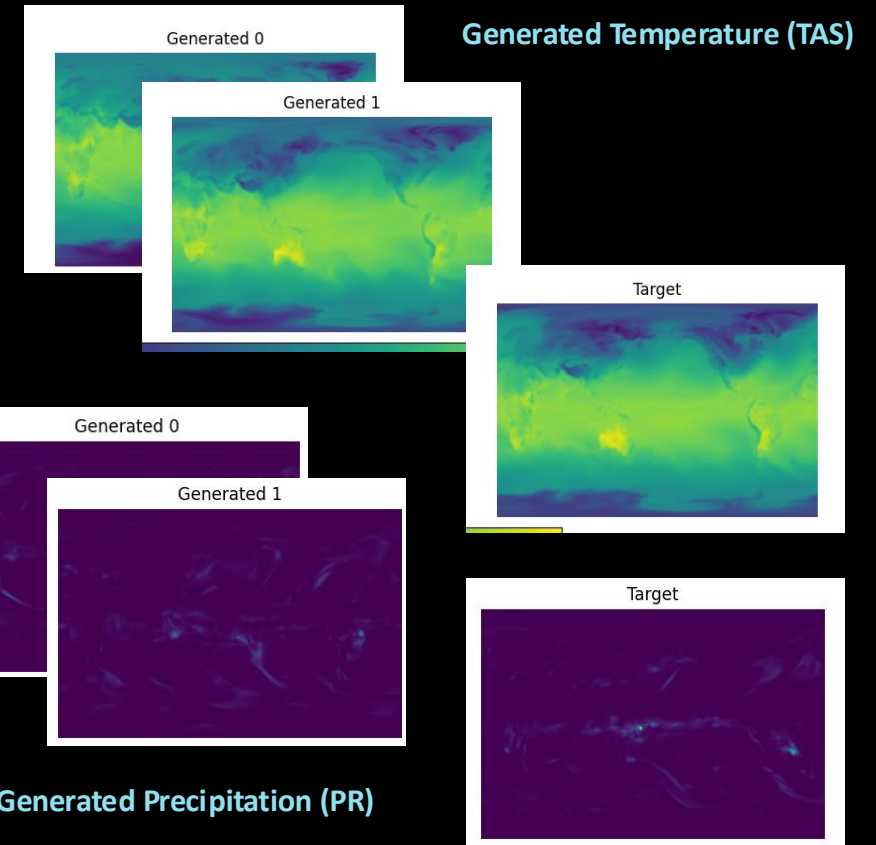 Generated Temperature (TAS)
Generated 0
Generated 1
Target
Generated 0
Generated 1
Target
Generated Precipitation (PR)